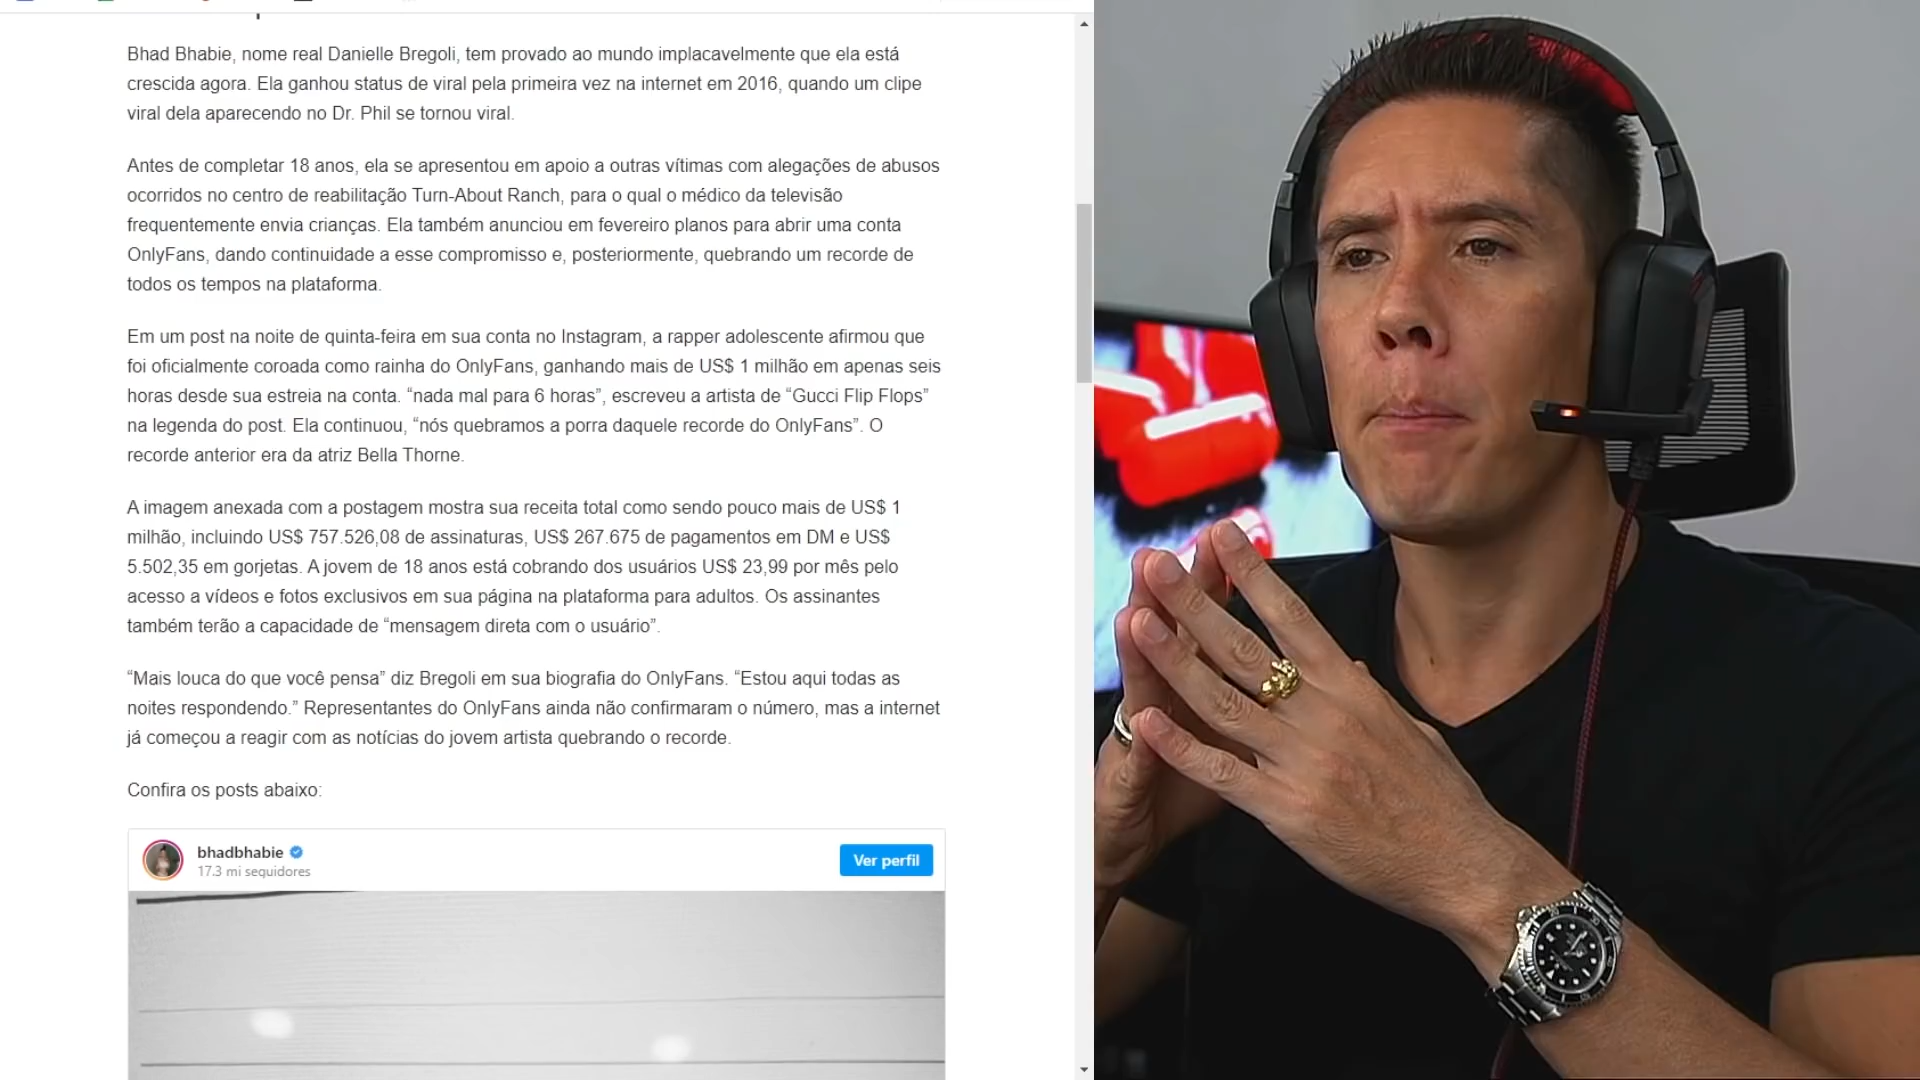 Bhad Bhabie, nome real Danielle Bregoli, tem provado ao mundo implacavelmente que ela está
crescida agora. Ela ganhou status de viral pela primeira vez na internet em 2016, quando um clipe
viral dela aparecendo no Dr. Phil se tornou viral.
Antes de completar 18 anos, ela se apresentou em apoio a outras vítimas com alegações de abusos
ocorridos no centro de reabilitação Turn-About Ranch, para o qual o médico da televisão
frequentemente envia crianças. Ela também anunciou em fevereiro planos para abrir uma conta
OnlyFans, dando continuidade a esse compromisso e, posteriormente, quebrando um recorde de
todos os tempos na plataforma.
Em um post na noite de quinta-feira em sua conta no Instagram, a rapper adolescente afirmou que
foi oficialmente coroada como rainha do OnlyFans, ganhando mais de US$ 1 milhão em apenas seis
horas desde sua estreia na conta. “nada mal para 6 horas”, escreveu a artista de “Gucci Flip Flops”
na legenda do post. Ela continuou, “nós quebramos a porra daquele recorde do OnlyFans”. O
recorde anterior era da atriz Bella Thorne.
A imagem anexada com a postagem mostra sua receita total como sendo pouco mais de US$ 1
milhão, incluindo US$ 757.526,08 de assinaturas, US$ 267.675 de pagamentos em DM e US$
5.502,35 em gorjetas. A jovem de 18 anos está cobrando dos usuários US$ 23,99 por mês pelo
acesso a vídeos e fotos exclusivos em sua página na plataforma para adultos. Os assinantes
também terão a capacidade de “mensagem direta com o usuário”.
“Mais louca do que você pensa” diz Bregoli em sua biografia do OnlyFans. “Estou aqui todas as
noites respondendo.” Representantes do OnlyFans ainda não confirmaram o número, mas a internet
já começou a reagir com as notícias do jovem artista quebrando o recorde.
Confira os posts abaixo:
bhadbhabie
17.3 mi seguidores
Ver perfil